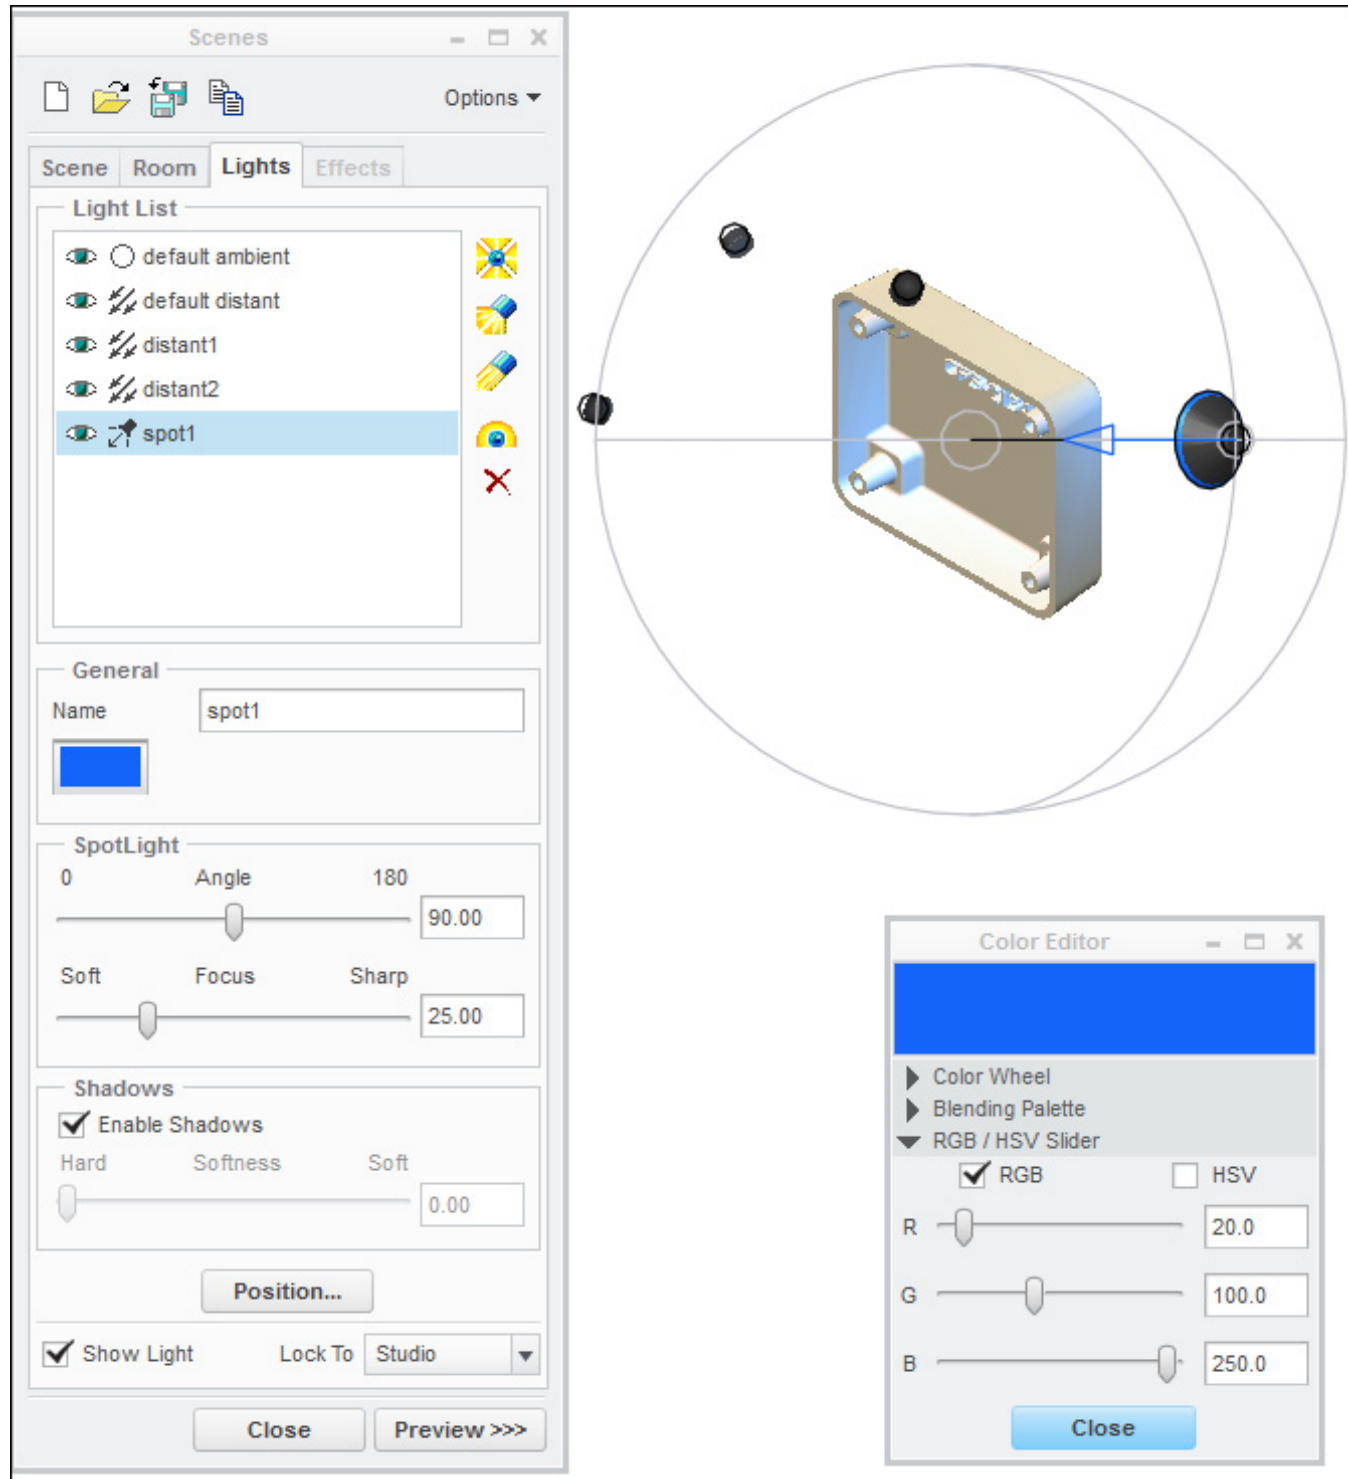 Scenes
Options
Scene Room Lights Effects
Light List
default ambient
default distant
distant1
distant2
spot1
General
Name spot1
SpotLight
0 Angle 180
90.00
Soft Focus Sharp
25.00
Shadows
Enable Shadows
Hard Softness Soft
0.00
Position...
Show Light Lock To Studio
Close Preview >>>
Color Editor
Color Wheel
Blending Palette
RGB / HSV Slider
RGB HSV
R 20.0
G 100.0
B 250.0
Close